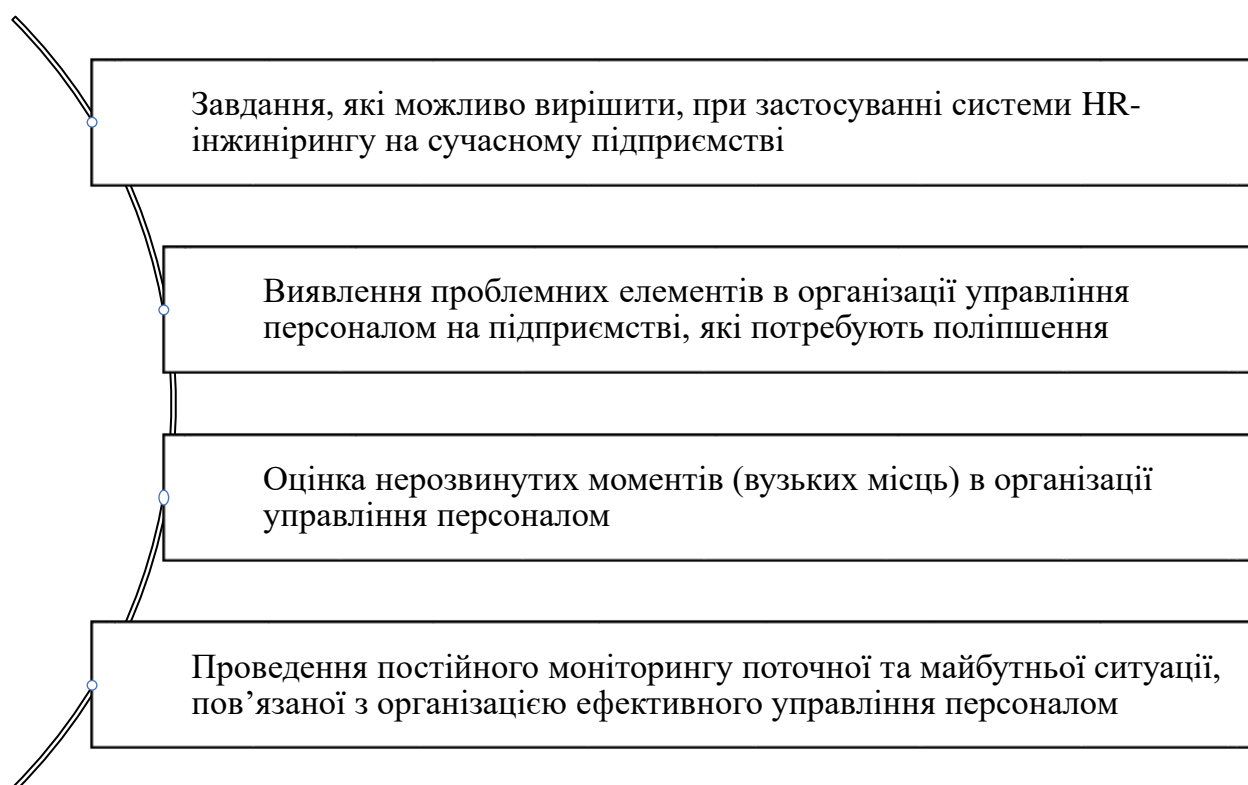 Завдання, які можливо вирішити, при застосуванні системи HR-
інжинірингу на сучасному підприємстві
Виявлення проблемних елементів в організації управління
персоналом на підприємстві, які потребують поліпшення
Оцінка нерозвинутих моментів (вузьких місць) в організації
управління персоналом
Проведення постійного моніторингу поточної та майбутньої ситуації,
пов’язаної з організацією ефективного управління персоналом